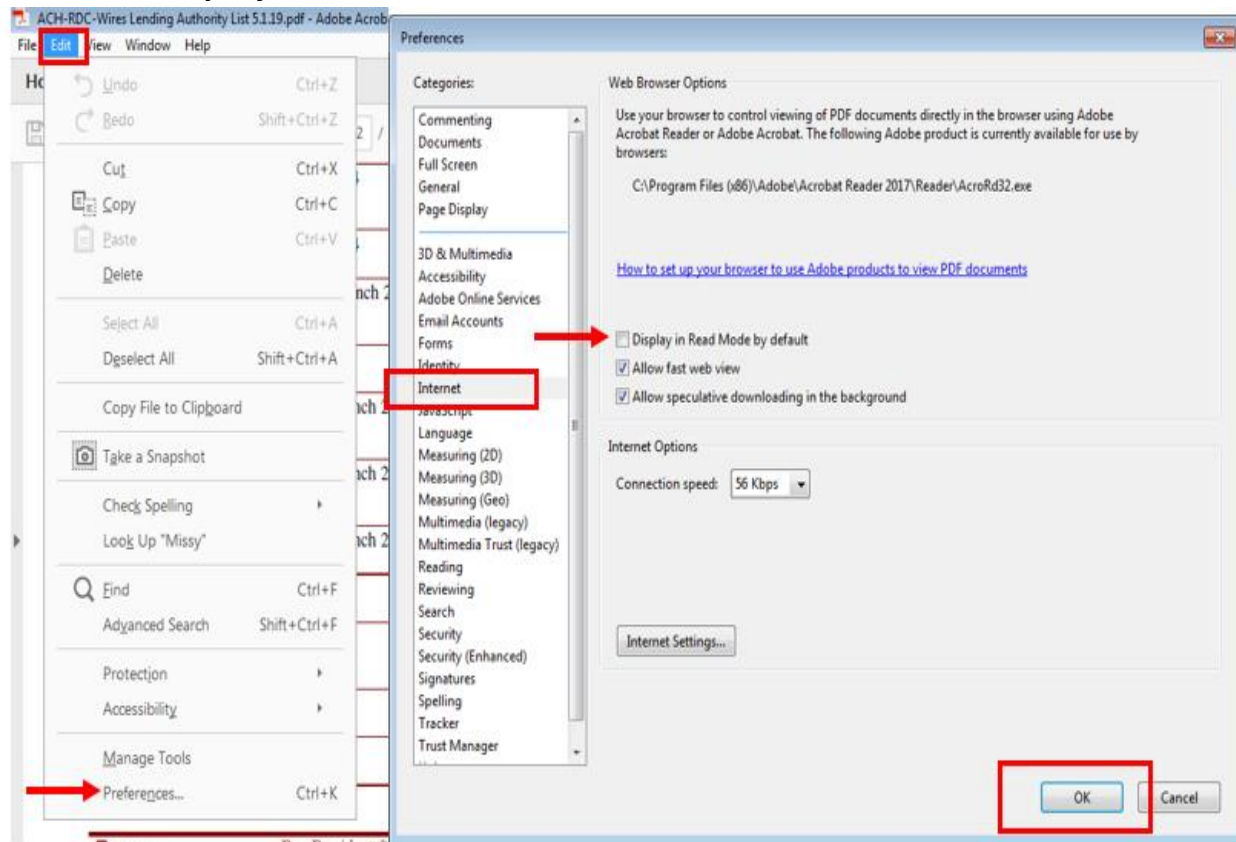 ACH-RDC-Wires Lending Authority List 5.1.19.pdf - Adobe Acrob
File Edit View Window Help
Undo Ctrl+Z
Redo Shift+Ctrl+Z
2 /
Cut Ctrl+X
Copy Ctrl+C
Paste Ctrl+V
Delete
Select All Ctrl+A
Deselect All Shift+Ctrl+A
Copy File to Clipboard
Take a Snapshot
Check Spelling
Look Up "Missy"
Find Ctrl+F
Advanced Search Shift+Ctrl+F
Protection
Accessibility
Manage Tools
Preferences... Ctrl+K
nch 2
nch 2
nch 2
nch 2
Preferences
Categories:
Commenting
Documents
Full Screen
General
Page Display
3D & Multimedia
Accessibility
Adobe Online Services
Email Accounts
Forms
Identity
Internet
JavaScript
Language
Measuring (2D)
Measuring (3D)
Measuring (Geo)
Multimedia (legacy)
Multimedia Trust (legacy)
Reading
Reviewing
Search
Security
Security (Enhanced)
Signatures
Spelling
Tracker
Trust Manager
Web Browser Options
Use your browser to control viewing of PDF documents directly in the browser using Adobe
Acrobat Reader or Adobe Acrobat. The following Adobe product is currently available for use by
browsers:
C:\Program Files (x86)\Adobe\Acrobat Reader 2017\Reader\AcroRd32.exe
How to set up your browser to use Adobe products to view PDF documents
Display in Read Mode by default
Allow fast web view
Allow speculative downloading in the background
Internet Options
Connection speed: 56 Kbps
Internet Settings...
OK Cancel